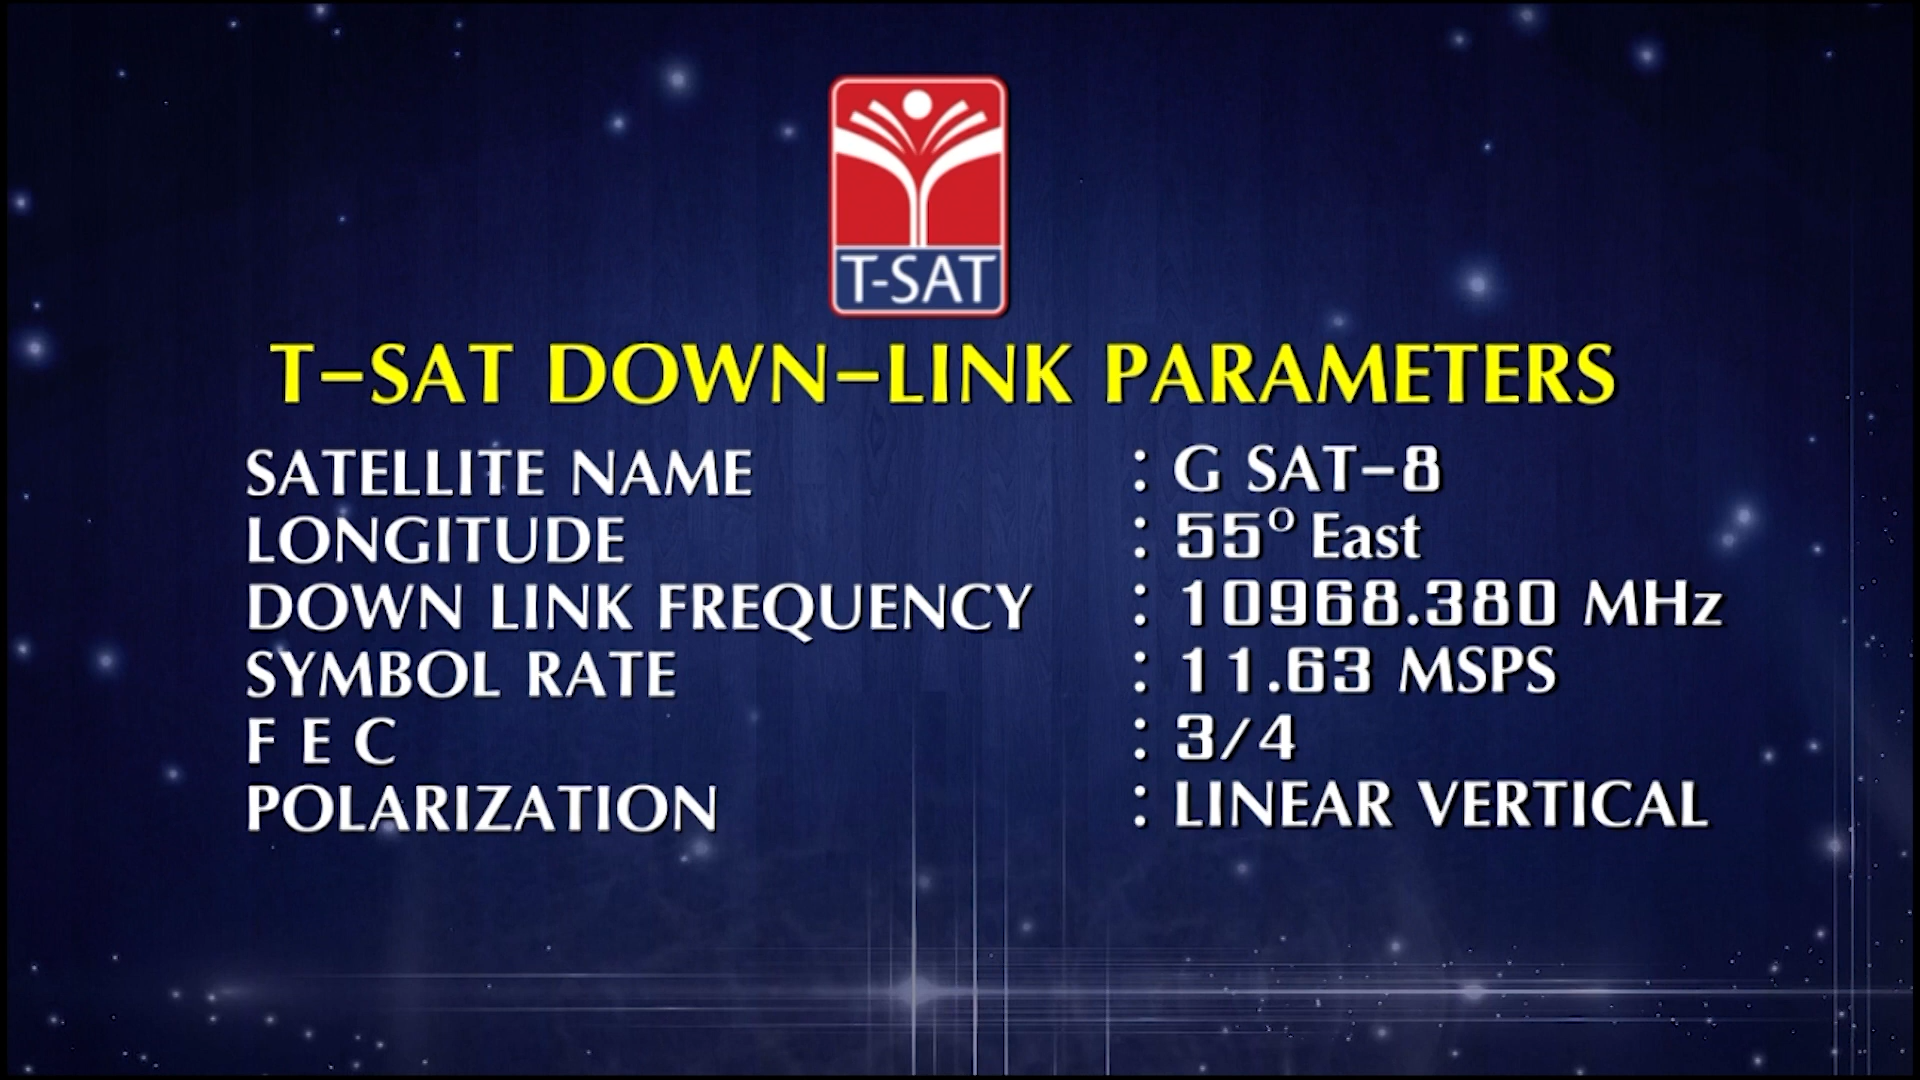 T-SAT
T-SAT DOWN-LINK PARAMETERS
SATELLITE NAME : G SAT-8
LONGITUDE : 55° East
DOWN LINK FREQUENCY : 10968.380 MHz
SYMBOL RATE : 11.63 MSPS
F E C : 3/4
POLARIZATION : LINEAR VERTICAL